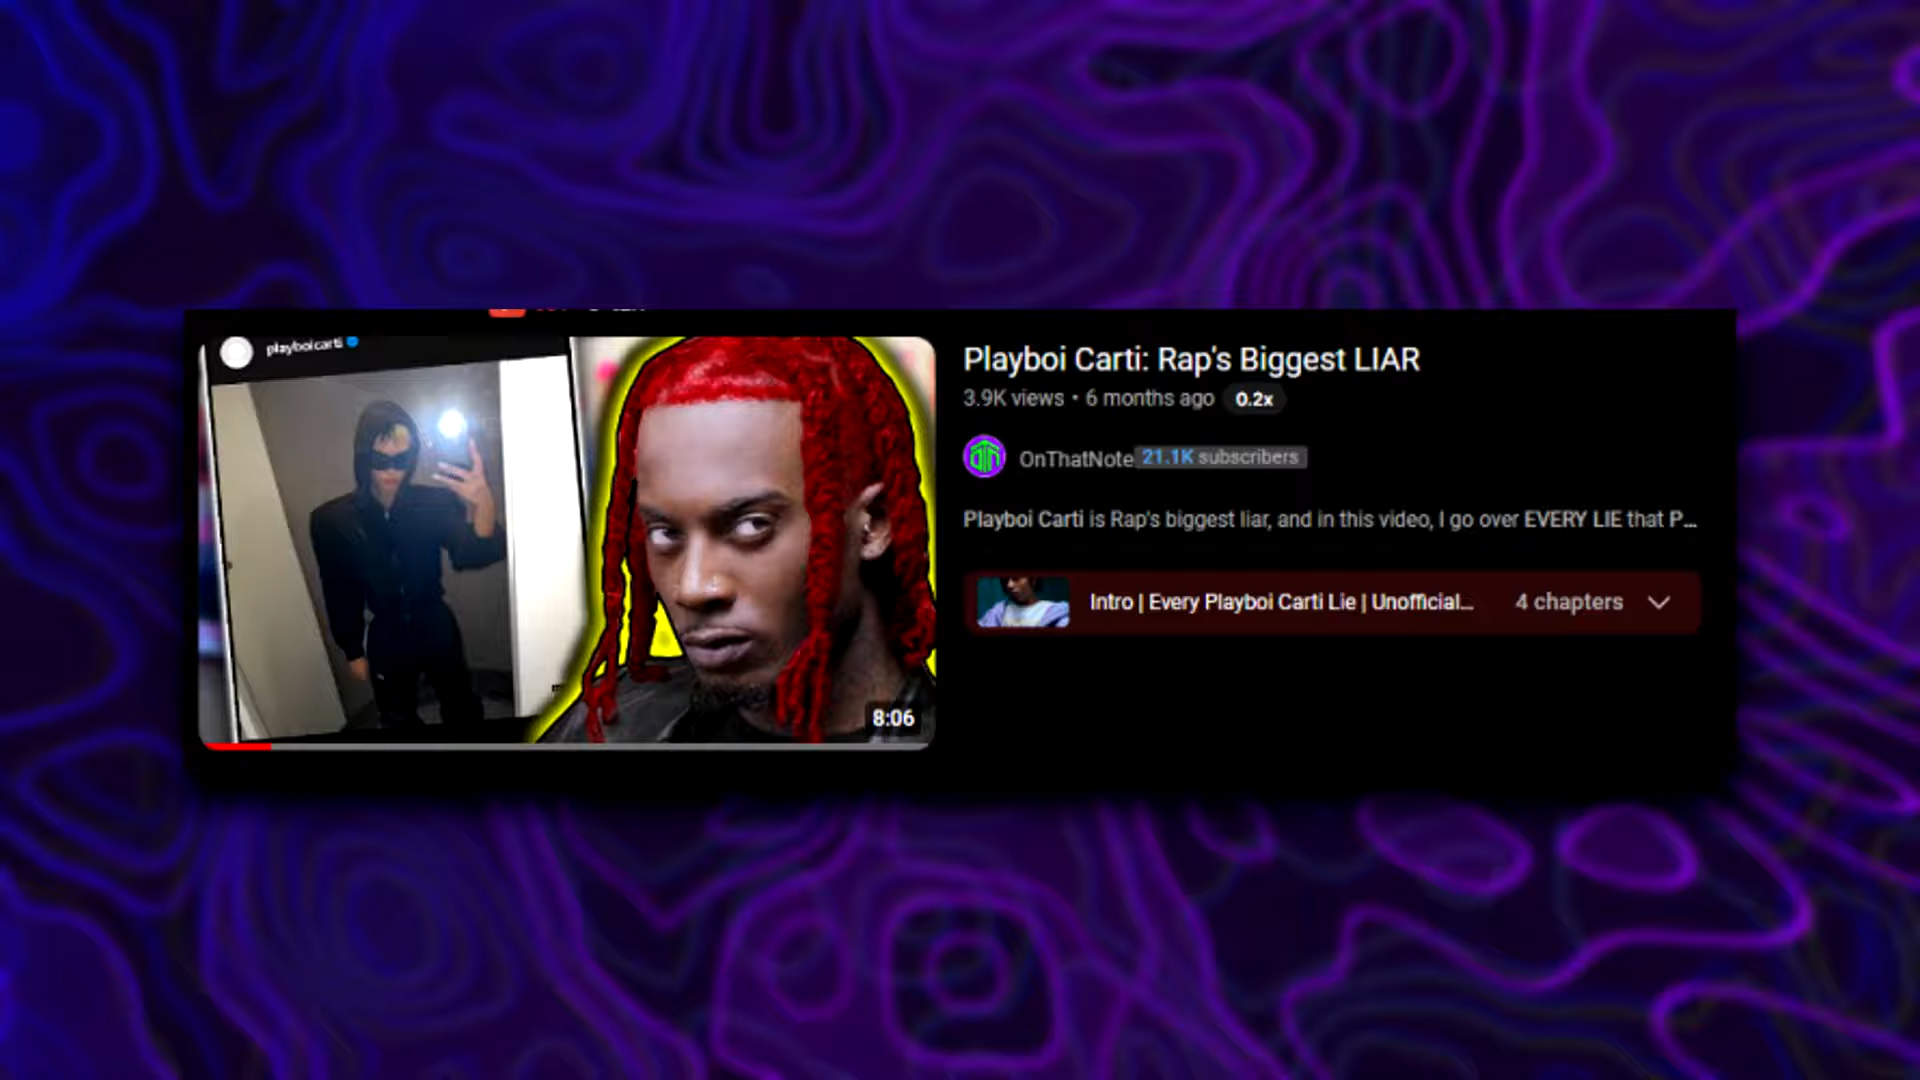 playboicarti
8:06
Playboi Carti: Rap's Biggest LIAR
3.9K views • 6 months ago 0.2x
OnThatNote 21.1K subscribers
Playboi Carti is Rap's biggest liar, and in this video, I go over EVERY LIE that P...
Intro | Every Playboi Carti Lie | Unofficial... 4 chapters